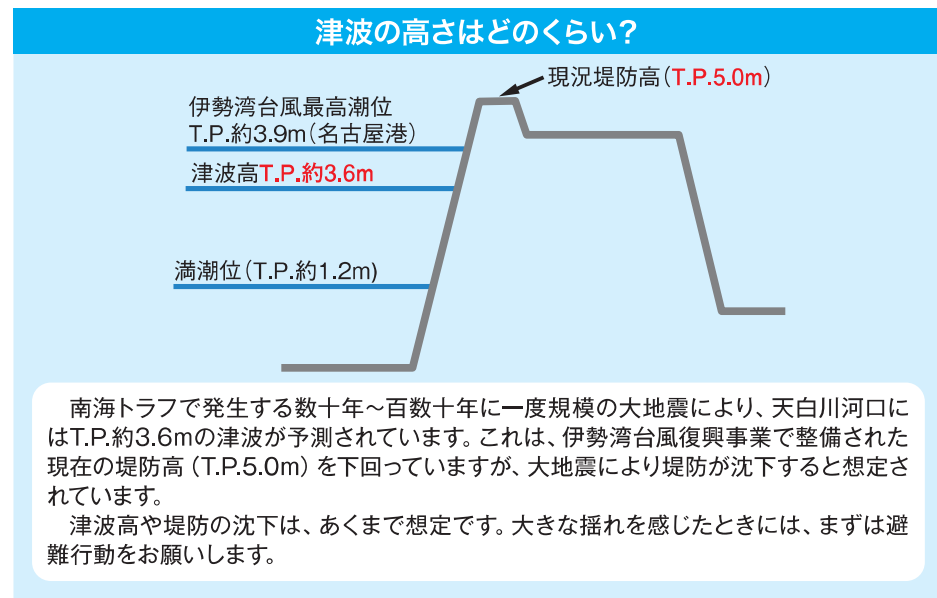 津波の高さはどのくらい?
現況堤防高(T.P.5.0m)
伊勢湾台風最高潮位
T.P.約3.9m(名古屋港)
津波高T.P.約3.6m
満潮位(T.P.約1.2m)
　南海トラフで発生する数十年～百数十年に一度規模の大地震により、天白川河口に
はT.P.約3.6mの津波が予測されています。これは、伊勢湾台風復興事業で整備された
現在の堤防高(T.P.5.0m)を下回っていますが、大地震により堤防が沈下すると想定さ
れています。
　津波高や堤防の沈下は、あくまで想定です。大きな揺れを感じたときには、まずは避
難行動をお願いします。